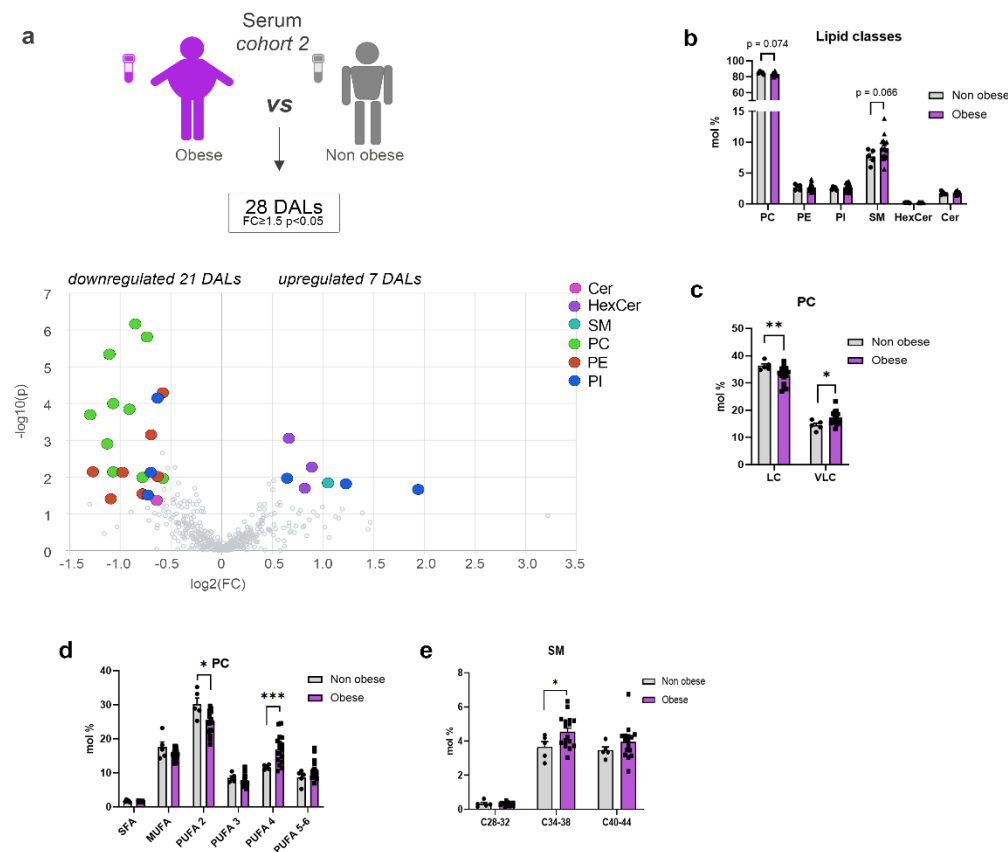 a
Serum
cohort 2
vs
Obese
Non obese
28 DALs
FC≥1.5 p<0.05
downregulated 21 DALs
upregulated 7 DALs
7
6
5
4
3
2
1
0
-log10(p)
-1.5
-1.0
-0.5
0.0
0.5
1.0
1.5
2.0
2.5
3.0
3.5
log2(FC)
Cer
HexCer
SM
PC
PE
PI
b
Lipid classes
p = 0.074
p = 0.066
100
80
60
40
20
15
10
5
0
mol %
Non obese
Obese
PC
PE
PI
SM
HexCer
Cer
c
PC
**
*
50
40
30
20
10
0
mol %
Non obese
Obese
LC
VLC
d
PC
*
***
40
30
20
10
0
mol %
Non obese
Obese
SFA
MUFA
PUFA 2
PUFA 3
PUFA 4
PUFA 5-6
e
SM
*
8
6
4
2
0
mol %
Non obese
Obese
C28-32
C34-38
C40-44